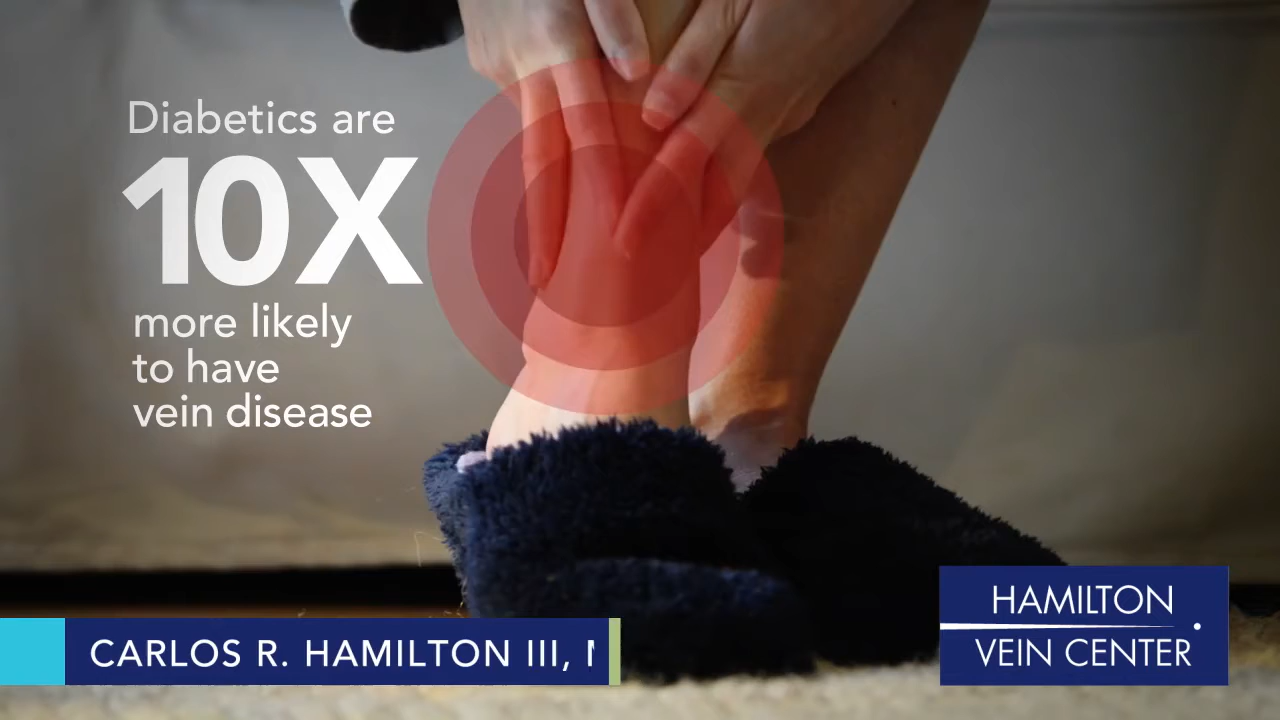 Diabetics are
10X
more likely
to have
vein disease
CARLOS R. HAMILTON III,
HAMILTON
VEIN CENTER